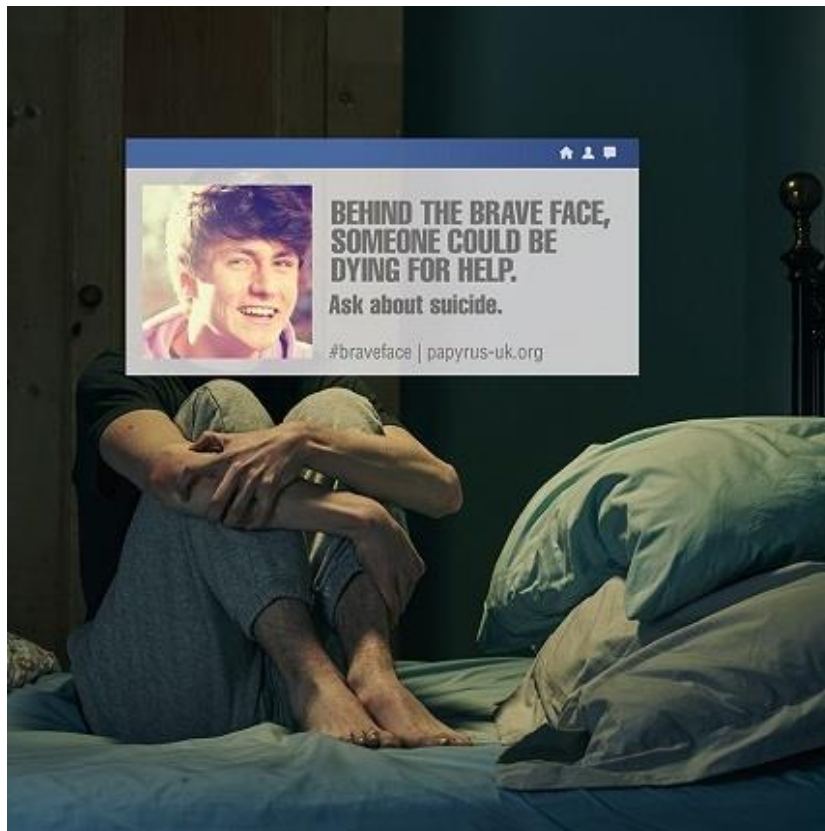 BEHIND THE BRAVE FACE,
SOMEONE COULD BE
DYING FOR HELP.
Ask about suicide.
#braveface | papyrus-uk.org